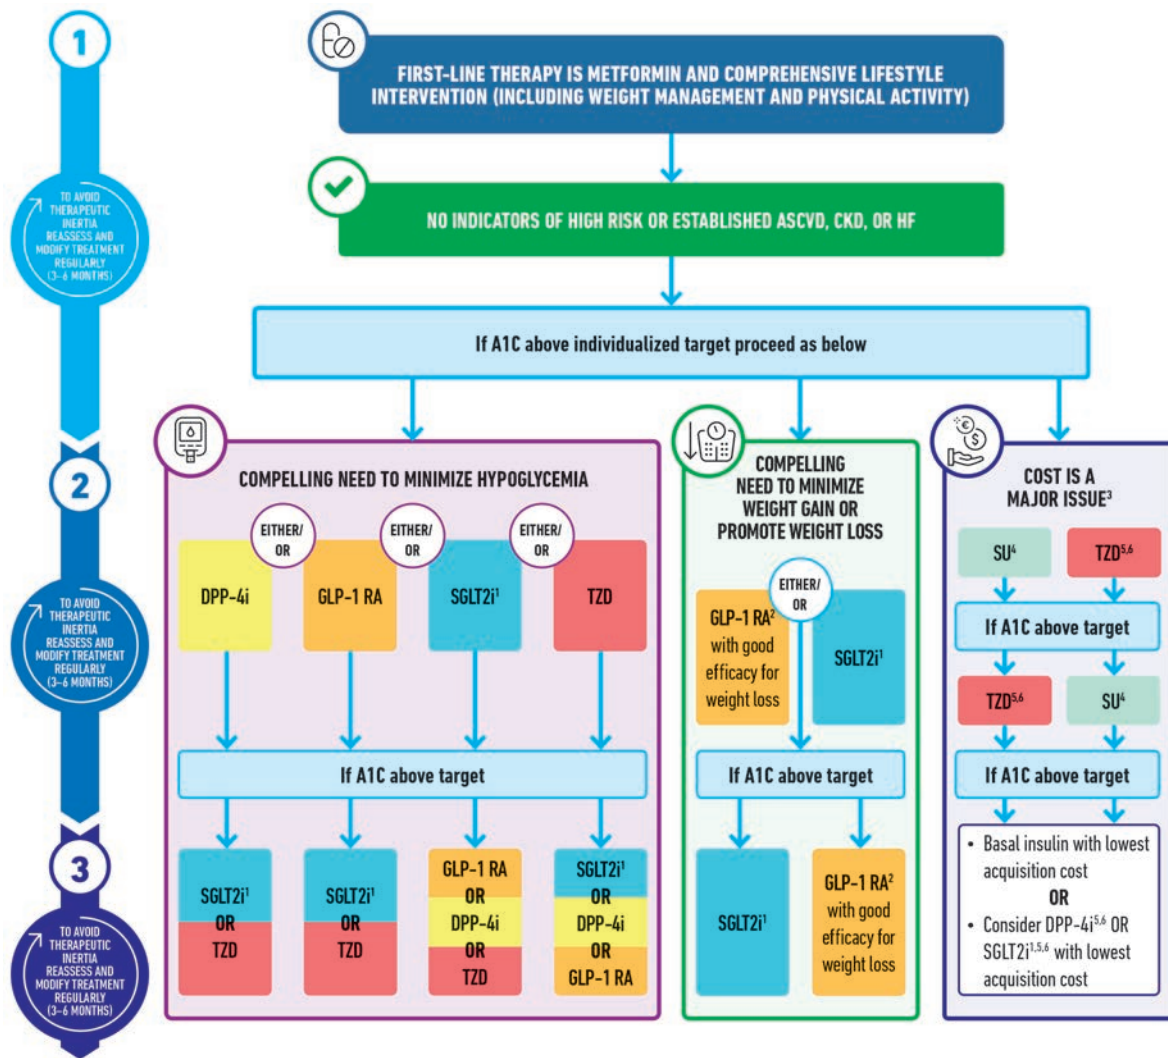 1
TO AVOID
THERAPEUTIC
INERTIA
REASSESS AND
MODIFY TREATMENT
REGULARLY
(3–6 MONTHS)
FIRST-LINE THERAPY IS METFORMIN AND COMPREHENSIVE LIFESTYLE
INTERVENTION (INCLUDING WEIGHT MANAGEMENT AND PHYSICAL ACTIVITY)
NO INDICATORS OF HIGH RISK OR ESTABLISHED ASCVD, CKD, OR HF
If A1C above individualized target proceed as below
2
TO AVOID
THERAPEUTIC
INERTIA
REASSESS AND
MODIFY TREATMENT
REGULARLY
(3–6 MONTHS)
COMPELLING NEED TO MINIMIZE HYPOGLYCEMIA
EITHER/
OR
EITHER/
OR
EITHER/
OR
DPP-4i
GLP-1 RA
SGLT2i¹
TZD
If A1C above target
SGLT2i¹
OR
TZD
SGLT2i¹
OR
TZD
GLP-1 RA
OR
DPP-4i
OR
TZD
SGLT2i¹
OR
DPP-4i
OR
GLP-1 RA
COMPELLING
NEED TO MINIMIZE
WEIGHT GAIN OR
PROMOTE WEIGHT LOSS
EITHER/
OR
GLP-1 RA²
with good
efficacy for
weight loss
SGLT2i¹
If A1C above target
SGLT2i¹
GLP-1 RA²
with good
efficacy for
weight loss
€
$
COST IS A
MAJOR ISSUE³
SU⁴
TZD⁵,⁶
If A1C above target
TZD⁵,⁶
SU⁴
If A1C above target
• Basal insulin with lowest
acquisition cost
OR
• Consider DPP-4i⁵,⁶ OR
SGLT2i¹,⁵,⁶ with lowest
acquisition cost
3
TO AVOID
THERAPEUTIC
INERTIA
REASSESS AND
MODIFY TREATMENT
REGULARLY
(3–6 MONTHS)